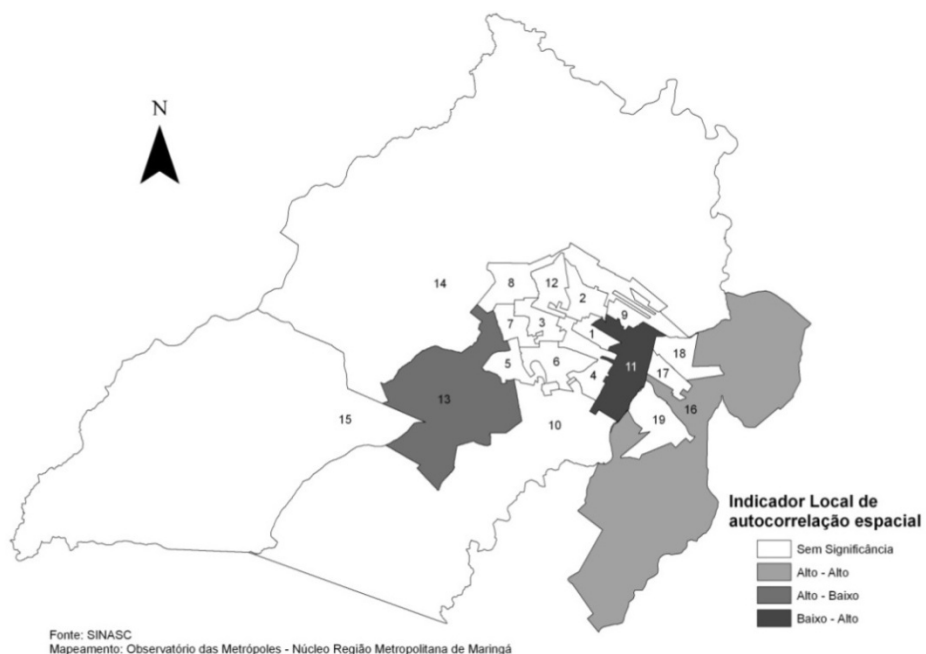 N
14
8
12
2
9
7
3
1
18
5
6
4
11
17
13
16
15
10
19
Indicador Local de
autocorrelação espacial
Sem Significância
Alto - Alto
Alto - Baixo
Baixo - Alto
Fonte: SINASC
Mapeamento: Observatório das Metrópoles - Núcleo Região Metropolitana de Maringá